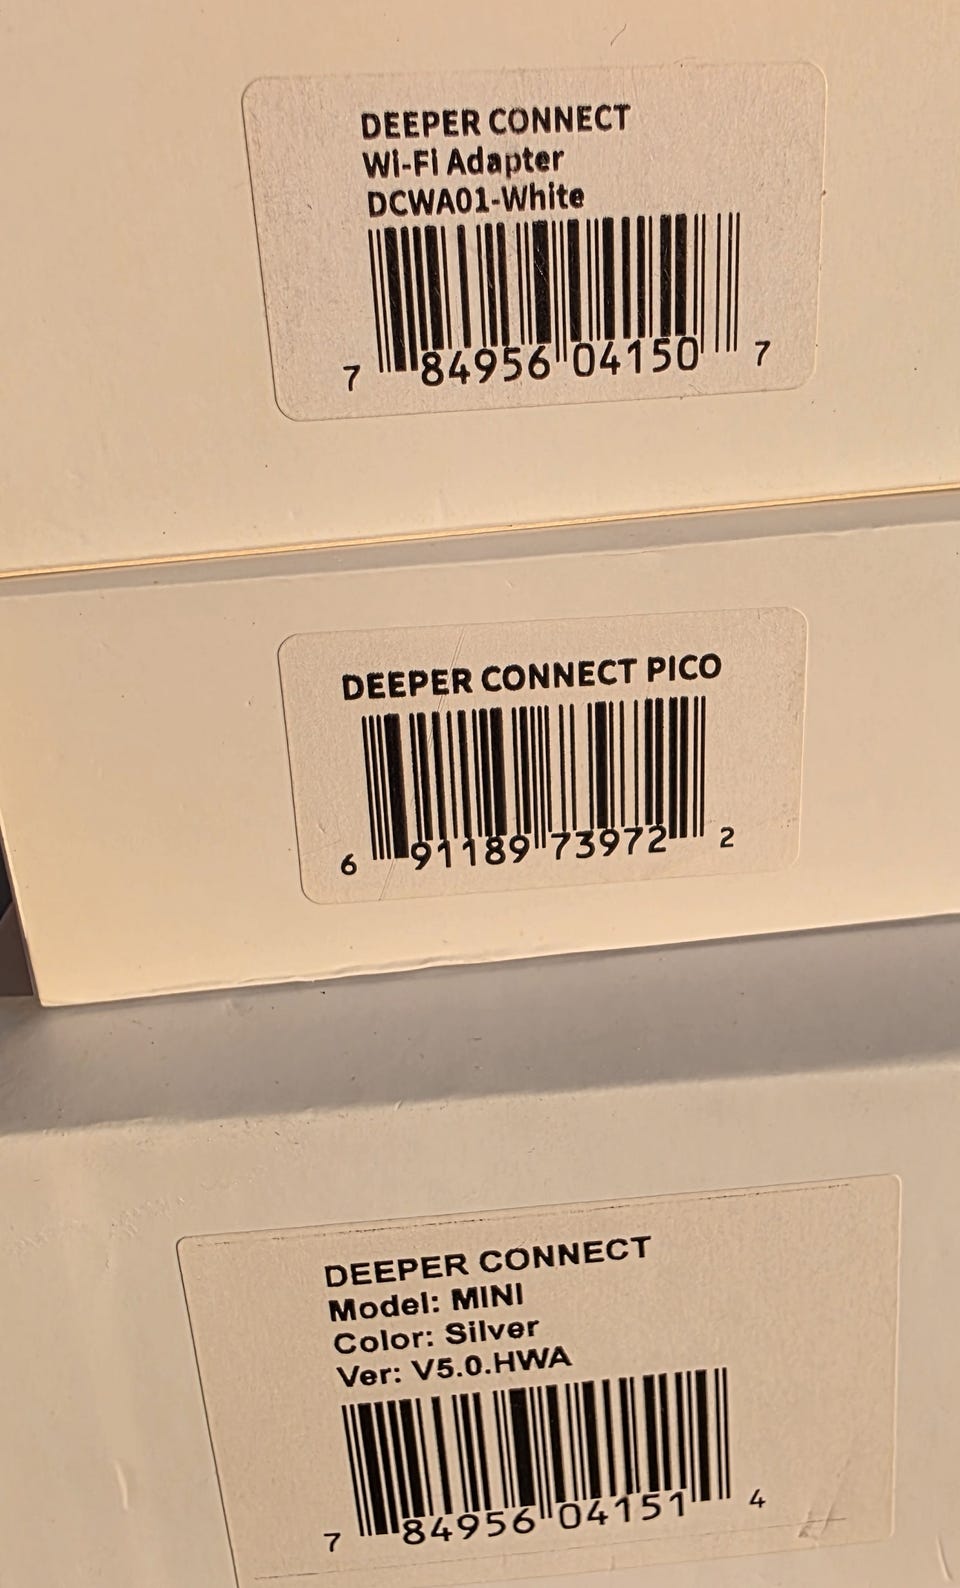 DEEPER CONNECT
Wi-Fi Adapter
DCWA01-White
7 84956 04150 7
DEEPER CONNECT PICO
6 91189 73972 2
DEEPER CONNECT
Model: MINI
Color: Silver
Ver: V5.0.HWA
7 84956 04151 4